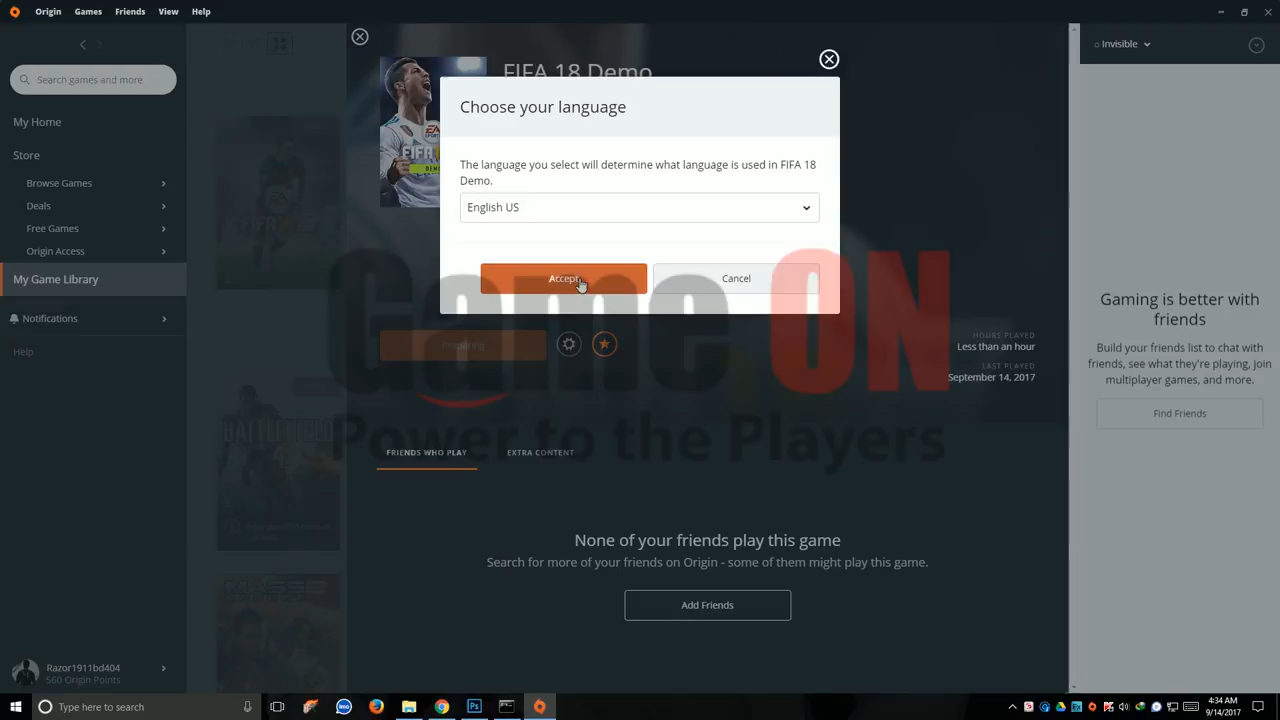 Origin Games Friends View Help
Search games and more
My Home
Store
Browse Games
Deals
Free Games
Origin Access
My Game Library
Notifications
Help
Razor1911bd404
560 Origin Points
FIFA 18 Demo
Choose your language
The language you select will determine what language is used in FIFA 18
Demo.
English US
Accept
Cancel
Preparing
HOURS PLAYED
Less than an hour
LAST PLAYED
September 14, 2017
Game ON
Power to the Players
FRIENDS WHO PLAY
EXTRA CONTENT
None of your friends play this game
Search for more of your friends on Origin - some of them might play this game.
Add Friends
Invisible
Gaming is better with
friends
Build your friends list to chat with
friends, see what they're playing, join
multiplayer games, and more.
Find Friends
Type here to search
4:34 AM
9/14/2017